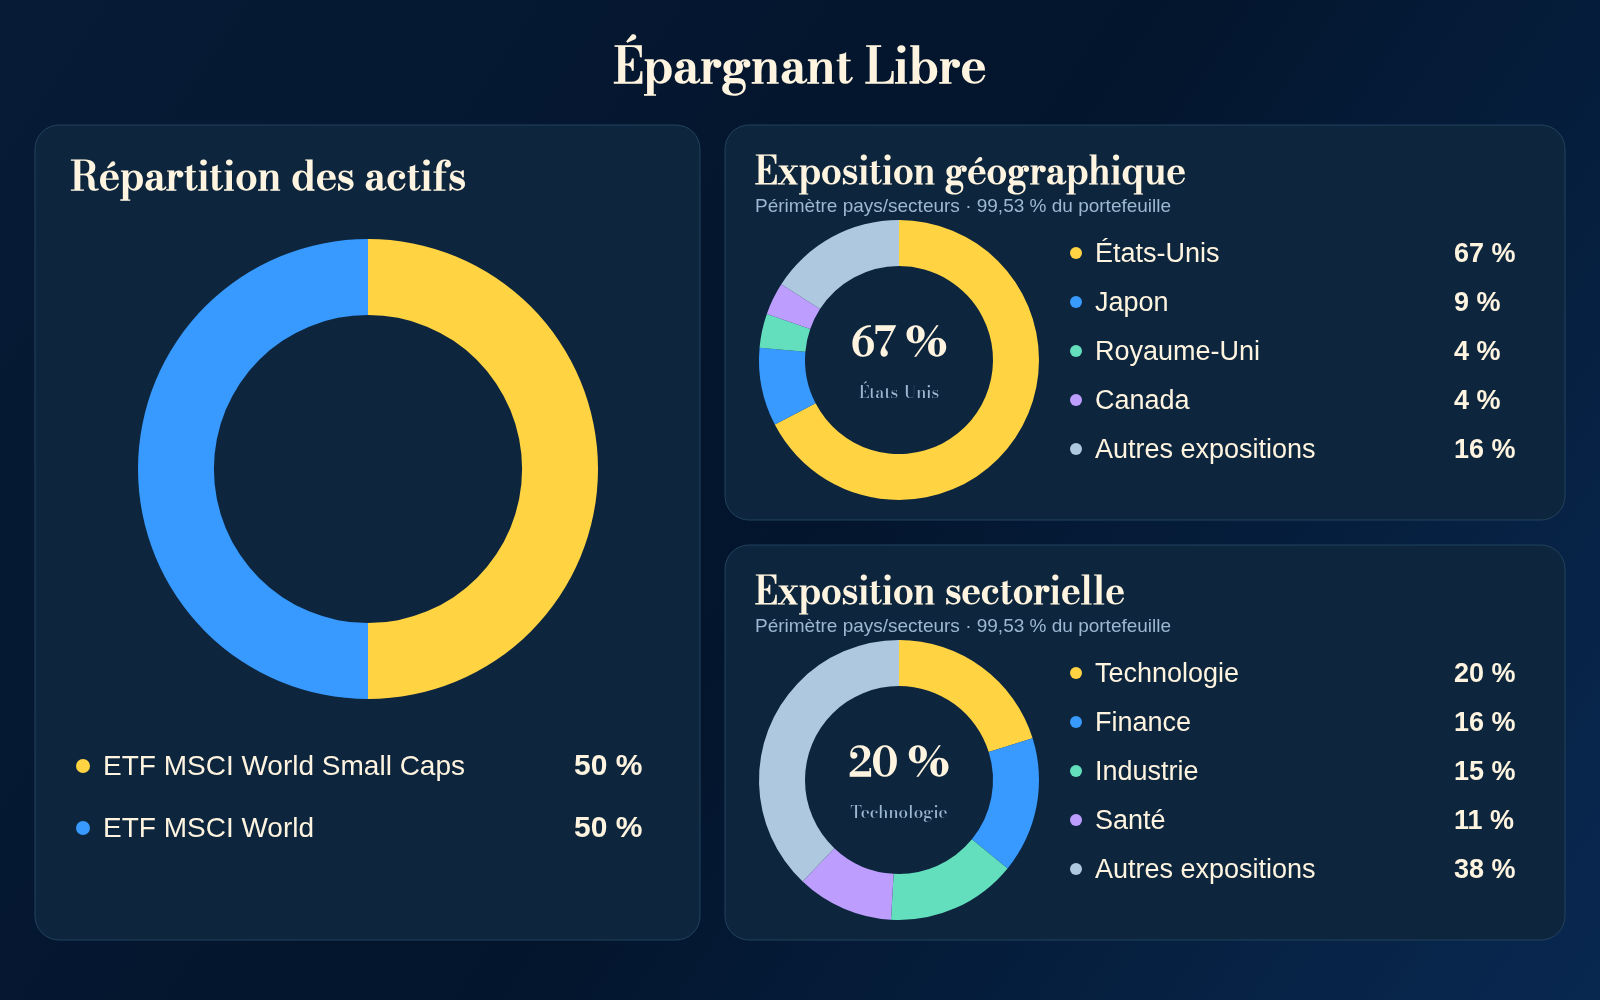 Épargnant Libre
Répartition des actifs
ETF MSCI World Small Caps 50 %
ETF MSCI World 50 %
Exposition géographique
Périmètre pays/secteurs · 99,53 % du portefeuille
67 %
États Unis
États-Unis 67 %
Japon 9 %
Royaume-Uni 4 %
Canada 4 %
Autres expositions 16 %
Exposition sectorielle
Périmètre pays/secteurs · 99,53 % du portefeuille
20 %
Technologie
Technologie 20 %
Finance 16 %
Industrie 15 %
Santé 11 %
Autres expositions 38 %